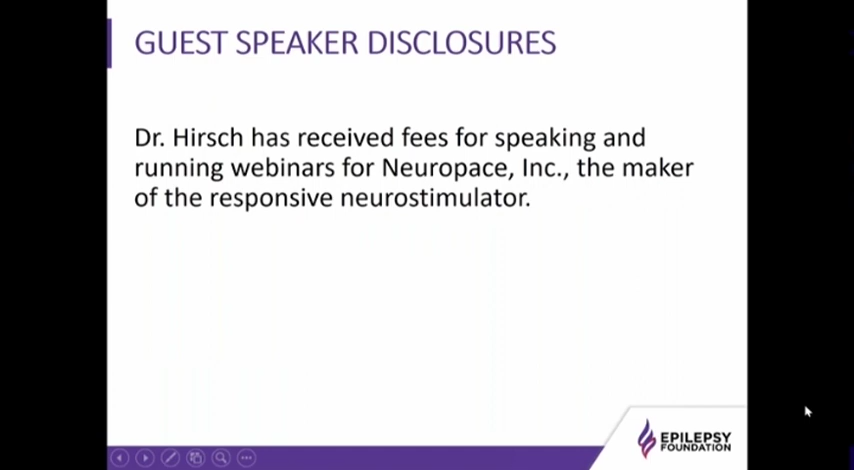 GUEST SPEAKER DISCLOSURES
Dr. Hirsch has received fees for speaking and
running webinars for Neuropace, Inc., the maker
of the responsive neurostimulator.
EPILEPSY
FOUNDATION